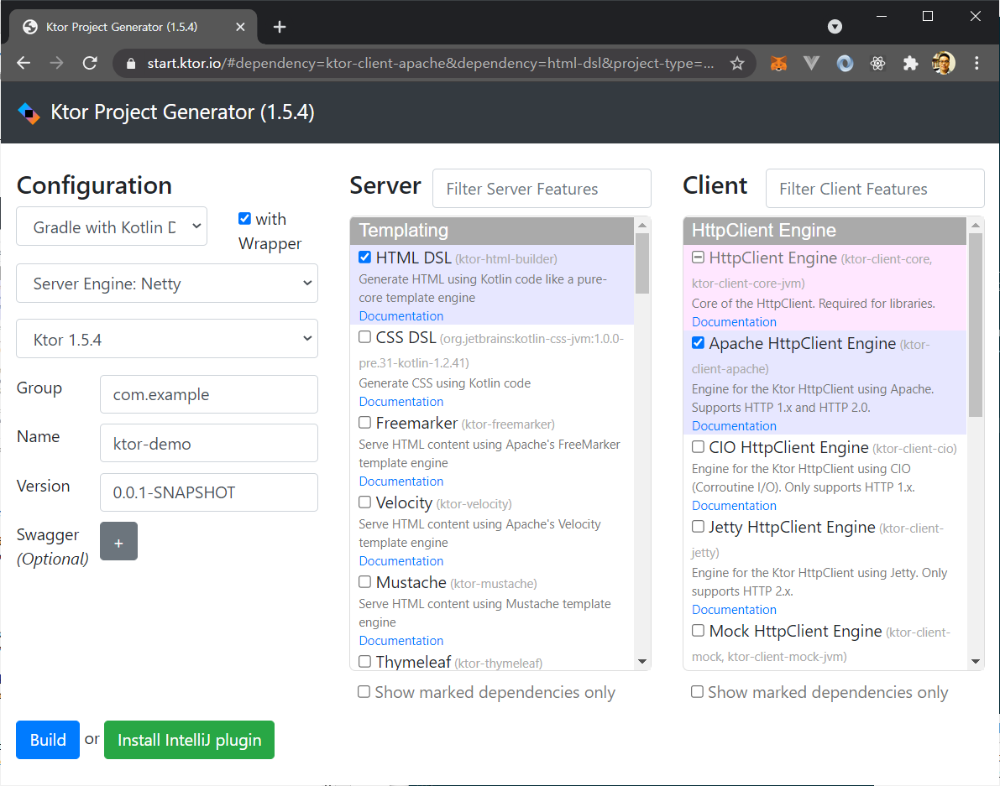 Ktor Project Generator (1.5.4)
start.ktor.io/#dependency=ktor-client-apache&dependency=html-dsl&project-type=...
Ktor Project Generator (1.5.4)
Configuration
Gradle with Kotlin D
with
Wrapper
Server Engine: Netty
Ktor 1.5.4
Group
com.example
Name
ktor-demo
Version
0.0.1-SNAPSHOT
Swagger
(Optional)
+
Server
Filter Server Features
Templating
HTML DSL (ktor-html-builder)
Generate HTML using Kotlin code like a pure-
core template engine
Documentation
CSS DSL (org.jetbrains:kotlin-css-jvm:1.0.0-
pre.31-kotlin-1.2.41)
Generate CSS using Kotlin code
Documentation
Freemarker (ktor-freemarker)
Serve HTML content using Apache's FreeMarker
template engine
Documentation
Velocity (ktor-velocity)
Serve HTML content using Apache's Velocity
template engine
Documentation
Mustache (ktor-mustache)
Serve HTML content using Mustache template
engine
Documentation
Thymeleaf (ktor-thymeleaf)
Show marked dependencies only
Client
Filter Client Features
HttpClient Engine
HttpClient Engine (ktor-client-core,
ktor-client-core-jvm)
Core of the HttpClient. Required for libraries.
Documentation
Apache HttpClient Engine (ktor-
client-apache)
Engine for the Ktor HttpClient using Apache.
Supports HTTP 1.x and HTTP 2.0.
Documentation
CIO HttpClient Engine (ktor-client-cio)
Engine for the Ktor HttpClient using CIO
(Corroutine I/O). Only supports HTTP 1.x.
Documentation
Jetty HttpClient Engine (ktor-client-
jetty)
Engine for the Ktor HttpClient using Jetty. Only
supports HTTP 2.x.
Documentation
Mock HttpClient Engine (ktor-client-
mock, ktor-client-mock-jvm)
Show marked dependencies only
Build or Install IntelliJ plugin